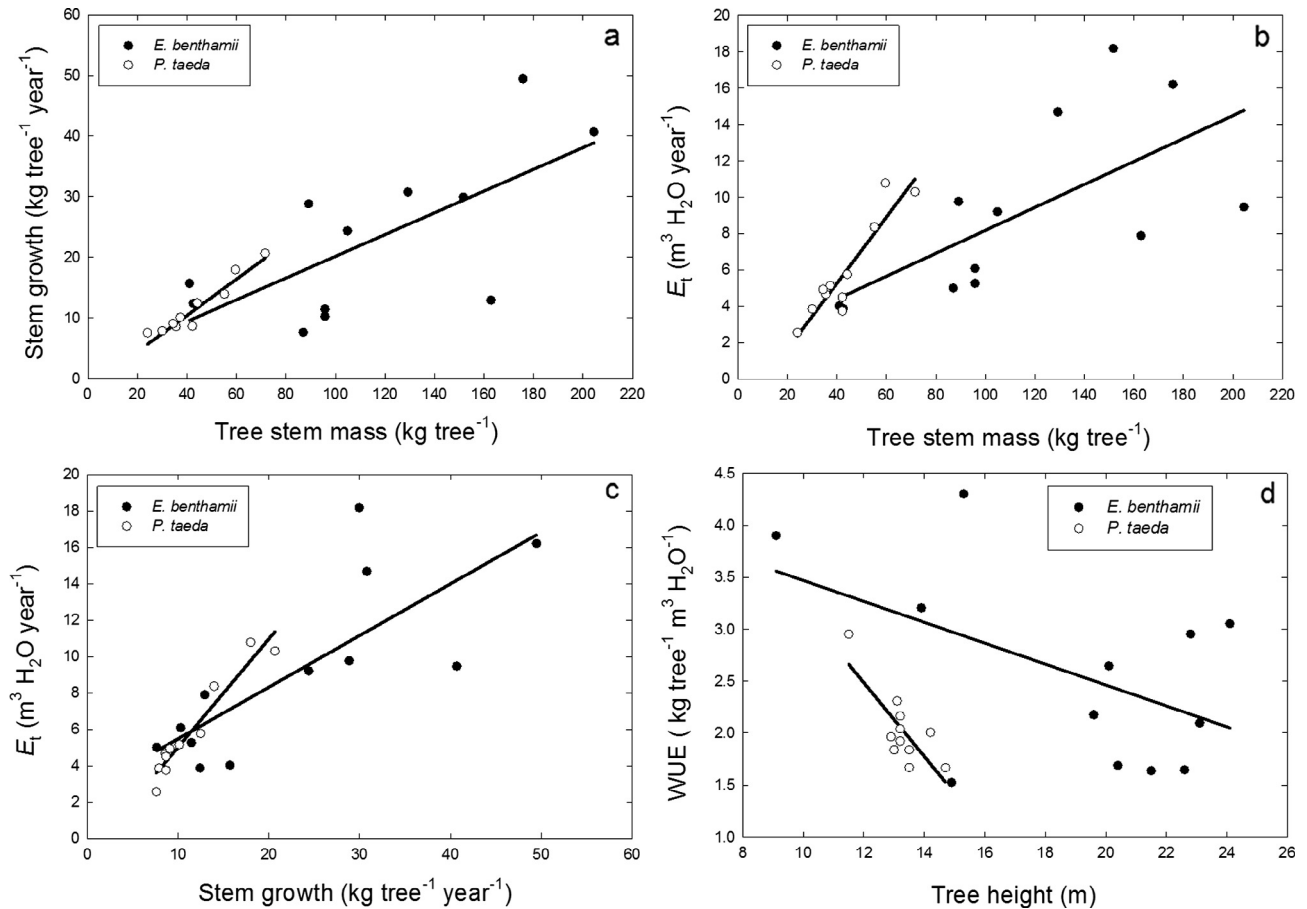 a
E. benthamii
P. taeda
Stem growth (kg tree⁻¹ year⁻¹)
60
50
40
30
20
10
0
0 20 40 60 80 100 120 140 160 180 200 220
Tree stem mass (kg tree⁻¹)
b
E. benthamii
P. taeda
Eₜ (m³ H₂O year⁻¹)
20
18
16
14
12
10
8
6
4
2
0
0 20 40 60 80 100 120 140 160 180 200 220
Tree stem mass (kg tree⁻¹)
c
E. benthamii
P. taeda
Eₜ (m³ H₂O year⁻¹)
20
18
16
14
12
10
8
6
4
2
0
0 10 20 30 40 50 60
Stem growth (kg tree⁻¹ year⁻¹)
d
E. benthamii
P. taeda
WUE ( kg tree⁻¹ m³ H₂O⁻¹)
4.5
4.0
3.5
3.0
2.5
2.0
1.5
1.0
8 10 12 14 16 18 20 22 24 26
Tree height (m)